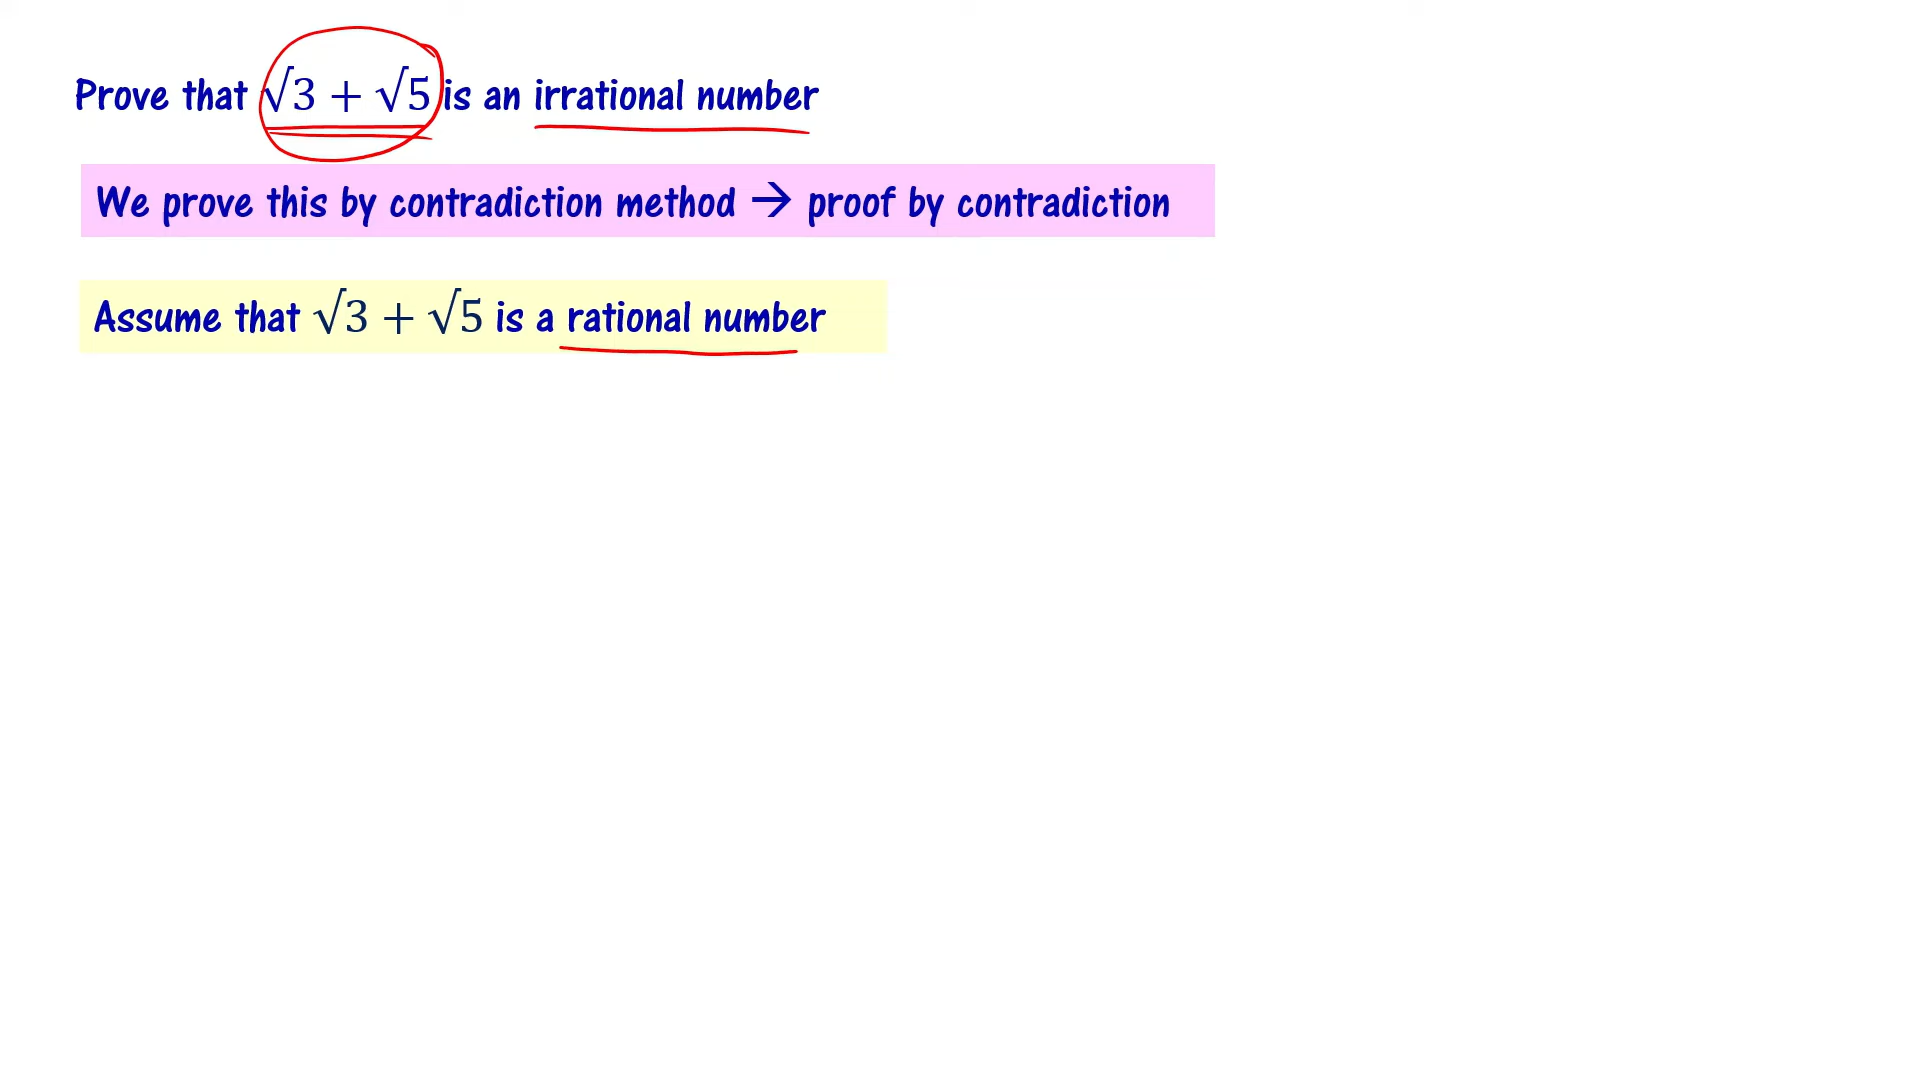 Prove that √3 + √5 is an irrational number
We prove this by contradiction method → proof by contradiction
Assume that √3 + √5 is a rational number